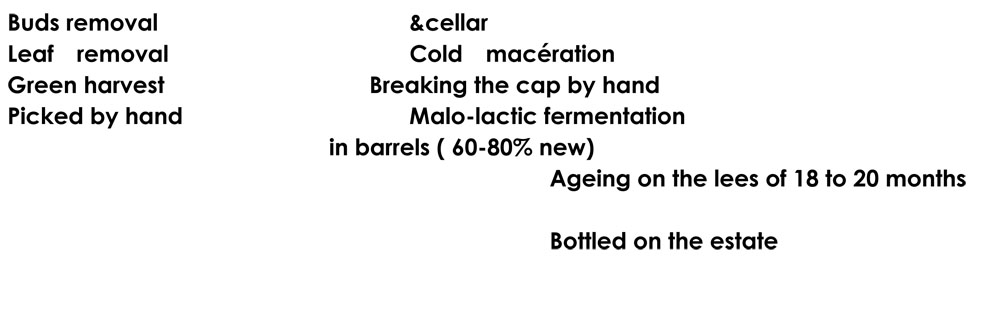 Buds removal &cellar
Leaf removal Cold macération
Green harvest Breaking the cap by hand
Picked by hand Malo-lactic fermentation
in barrels ( 60-80% new)
Ageing on the lees of 18 to 20 months
Bottled on the estate